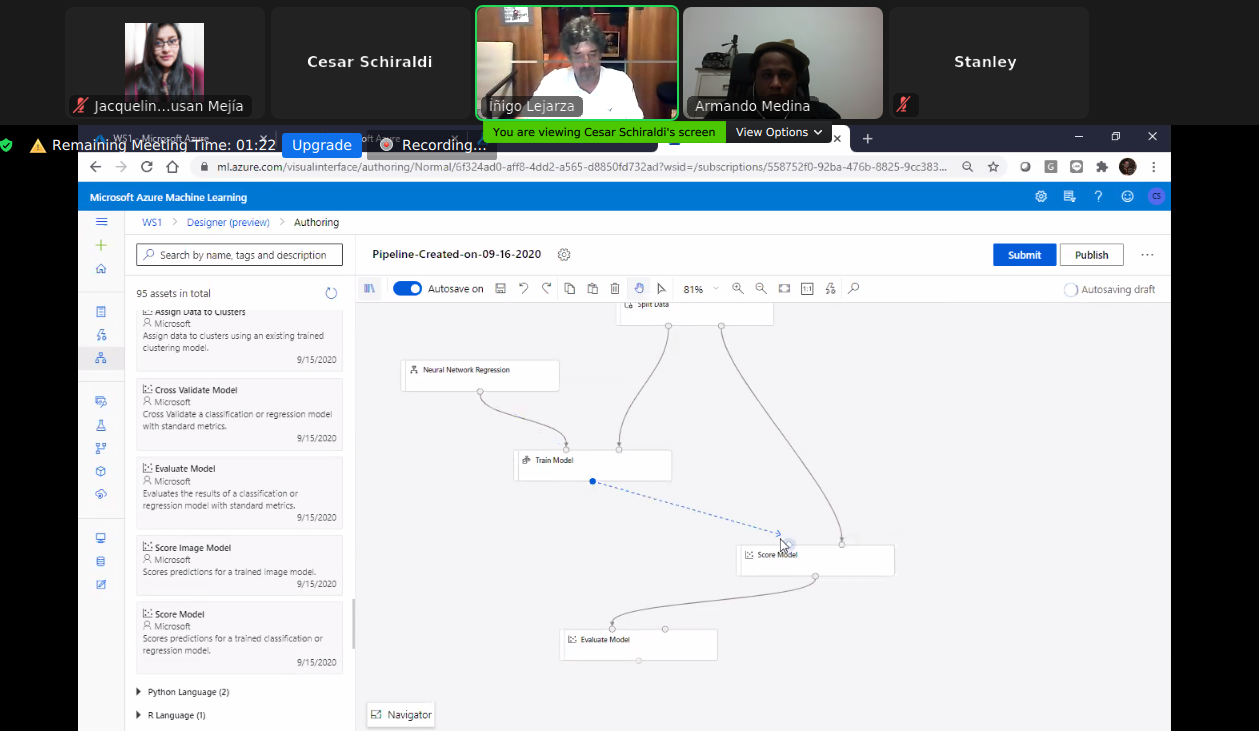 Jacquelin...usan Mejía
Cesar Schiraldi
Íñigo Lejarza
Armando Medina
Stanley
You are viewing Cesar Schiraldi's screen
View Options
Remaining Meeting Time: 01:22
Upgrade
Recording...
WS1 - Microsoft Azure
ml.azure.com/visualinterface/authoring/Normal/6f324ad0-aff8-4dd2-a565-d8850fd732ad?wsid=/subscriptions/558752f0-92ba-476b-8825-9cc383...
Microsoft Azure Machine Learning
CS
WS1 > Designer (preview) > Authoring
Search by name, tags and description
Pipeline-Created-on-09-16-2020
Submit
Publish
95 assets in total
Autosave on
81%
Autosaving draft
Assign Data to Clusters
Microsoft
Assign data to clusters using an existing trained
clustering model.
9/15/2020
Cross Validate Model
Microsoft
Cross Validate a classification or regression model
with standard metrics.
9/15/2020
Evaluate Model
Microsoft
Evaluates the results of a classification or
regression model with standard metrics.
9/15/2020
Score Image Model
Microsoft
Scores predictions for a trained image model.
9/15/2020
Score Model
Microsoft
Scores predictions for a trained classification or
regression model.
9/15/2020
Python Language (2)
R Language (1)
Split Data
Neural Network Regression
Train Model
Score Model
Evaluate Model
Navigator